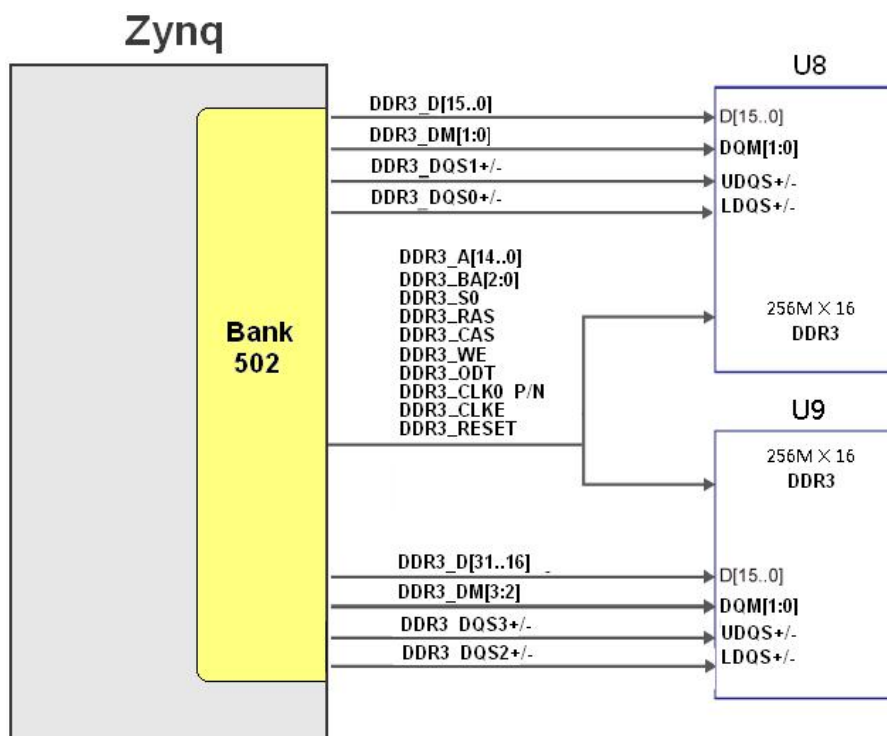 Zynq
U8
DDR3_D[15..0]
D[15..0]
DDR3_DM[1:0]
DQM[1:0]
DDR3_DQS1+/-
UDQS+/-
DDR3_DQS0+/-
LDQS+/-
DDR3_A[14..0]
DDR3_BA[2:0]
DDR3_S0
DDR3_RAS
DDR3_CAS
DDR3_WE
DDR3_ODT
DDR3_CLK0 P/N
DDR3_CLKE
DDR3_RESET
Bank
502
256M×16
DDR3
U9
256M×16
DDR3
DDR3_D[31..16]
D[15..0]
DDR3_DM[3:2]
DQM[1:0]
DDR3 DQS3+/-
UDQS+/-
DDR3 DQS2+/-
LDQS+/-